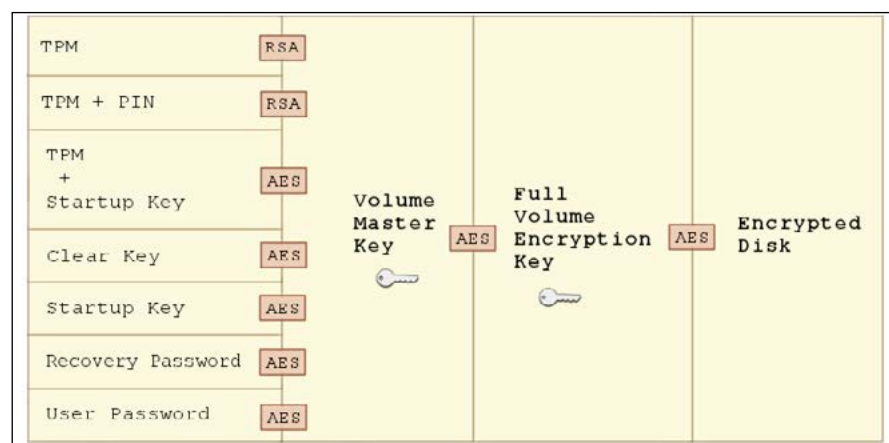 TPM
RSA
TPM + PIN
RSA
TPM
+
Startup Key
AES
Clear Key
AES
Startup Key
AES
Recovery Password
AES
User Password
AES
Volume
Master
Key
AES
Full
Volume
Encryption
Key
AES
Encrypted
Disk